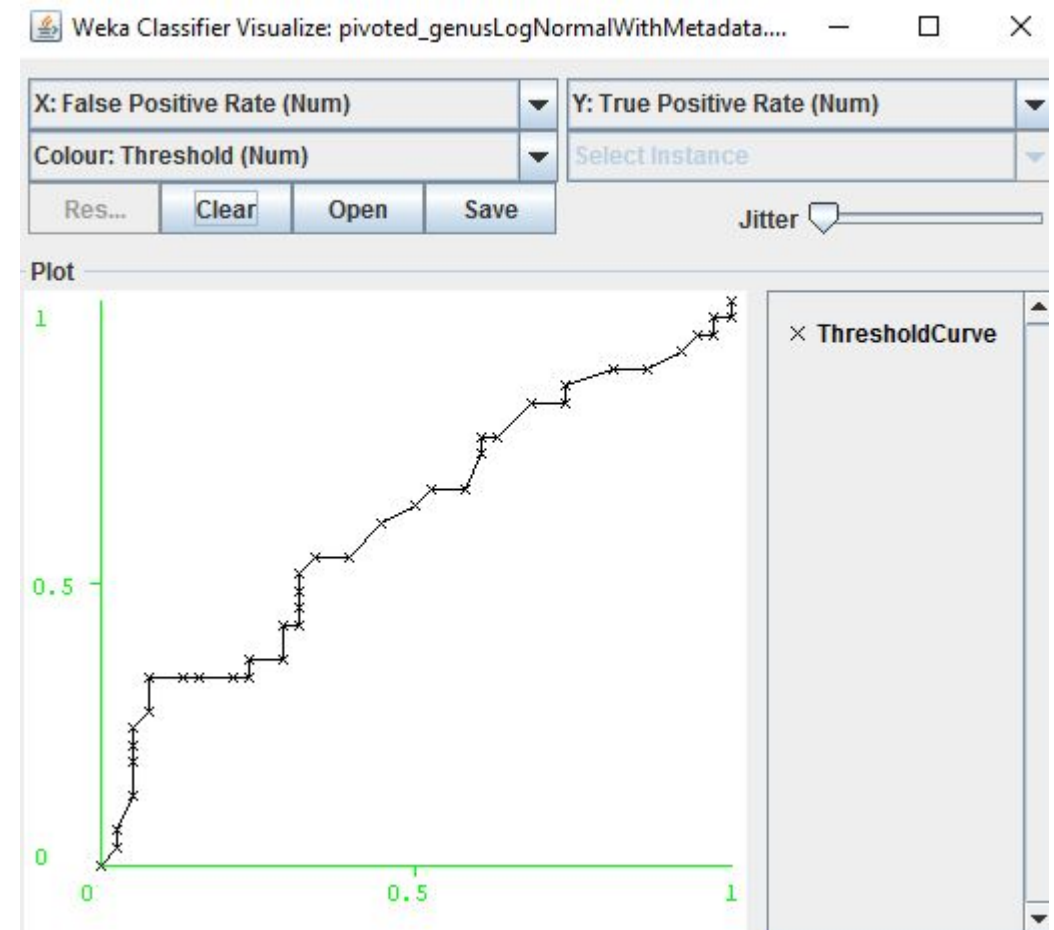 Weka Classifier Visualize: pivoted_genusLogNormalWithMetadata....
X: False Positive Rate (Num)
Y: True Positive Rate (Num)
Colour: Threshold (Num)
Select Instance
Res...
Clear
Open
Save
Jitter
Plot
1
0.5
0
0
0.5
1
ThresholdCurve